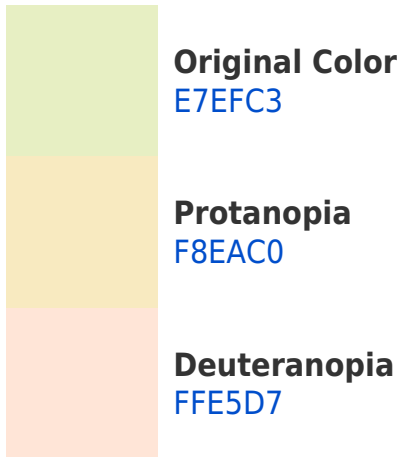 Original Color
E7EFC3
Protanopia
F8EAC0
Deuteranopia
FFE5D7